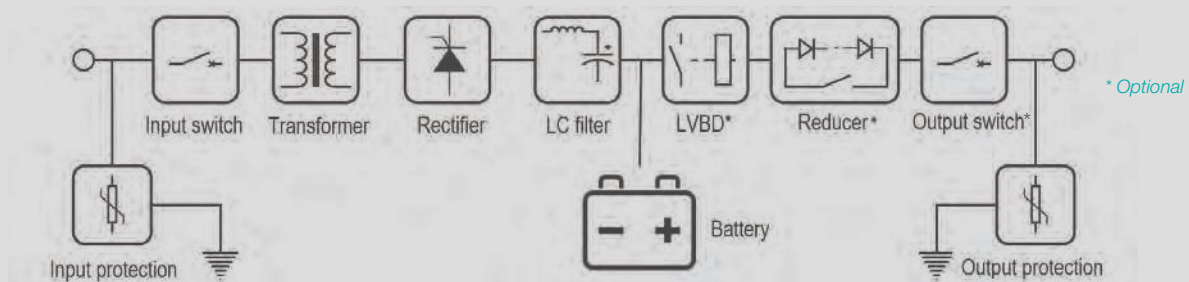 * Optional
Input switch
Transformer
Rectifier
LC filter
LVBD*
Reducer*
Output switch*
Battery
Input protection
Output protection